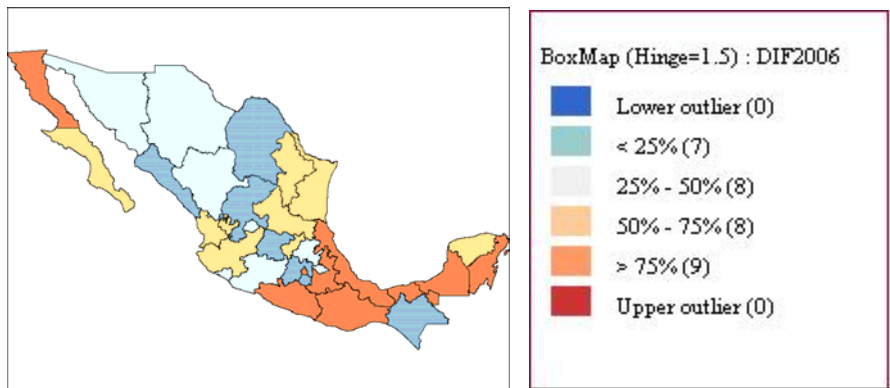 BoxMap (Hinge=1.5) : DIF2006
Lower outlier (0)
< 25% (7)
25% - 50% (8)
50% - 75% (8)
> 75% (9)
Upper outlier (0)